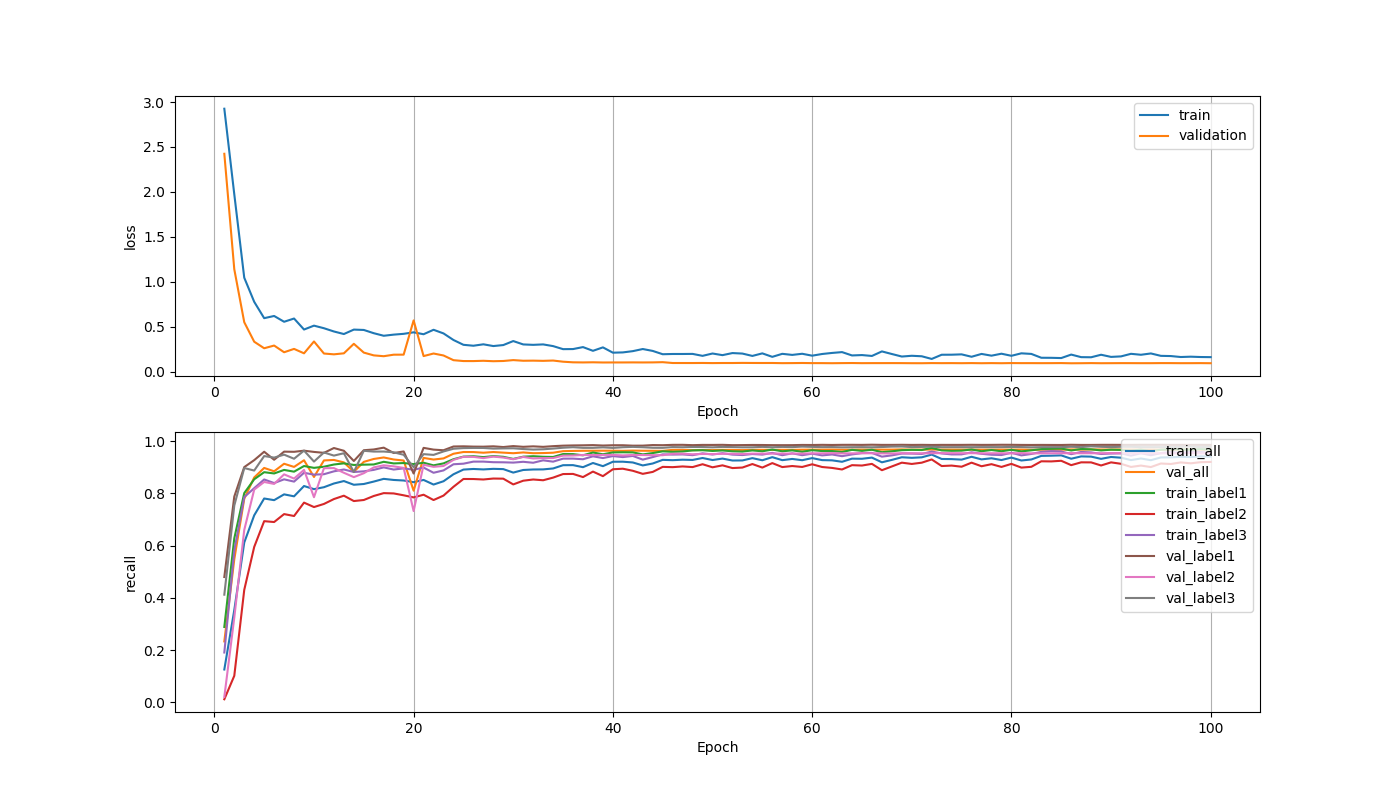 3.0
2.5
2.0
1.5
1.0
0.5
0.0
loss
train
validation
0 20 40 60 80 100
Epoch
1.0
0.8
0.6
0.4
0.2
0.0
recall
train_all
val_all
train_label1
train_label2
train_label3
val_label1
val_label2
val_label3
0 20 40 60 80 100
Epoch